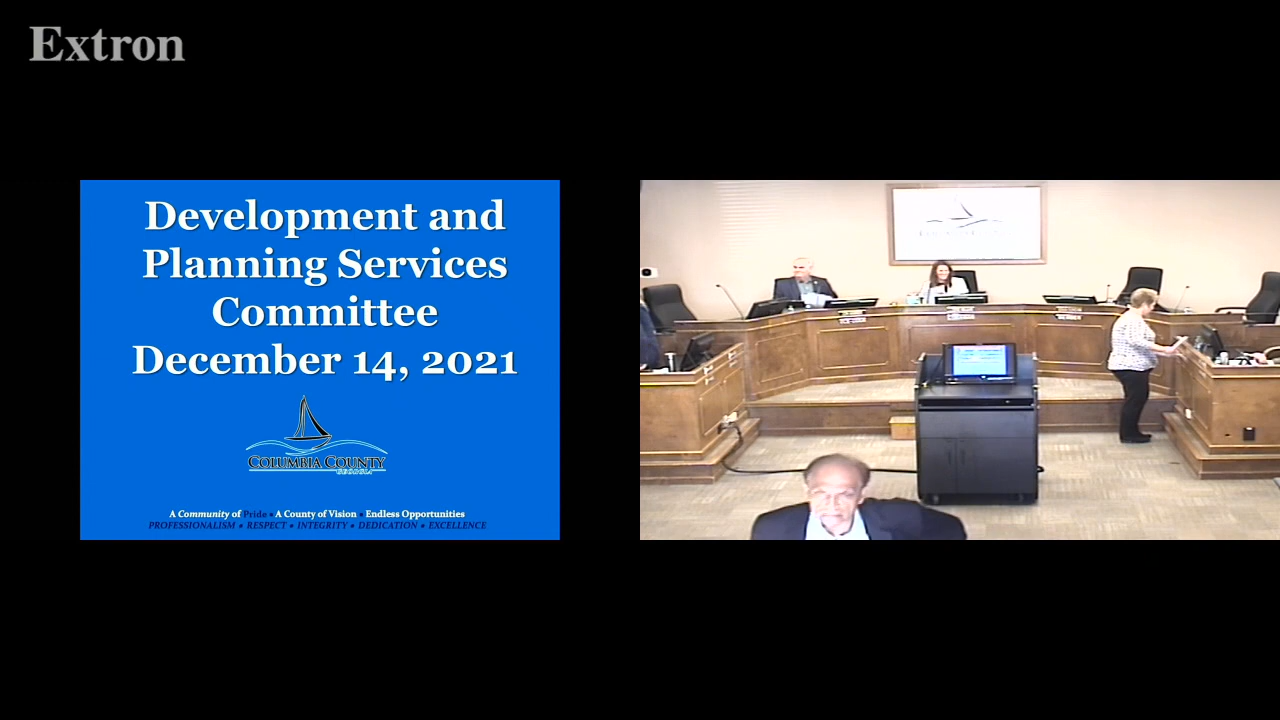 Extron
Development and
Planning Services
Committee
December 14, 2021
COLUMBIA COUNTY
GEORGIA
A Community of Pride • A County of Vision • Endless Opportunities
PROFESSIONALISM • RESPECT • INTEGRITY • DEDICATION • EXCELLENCE